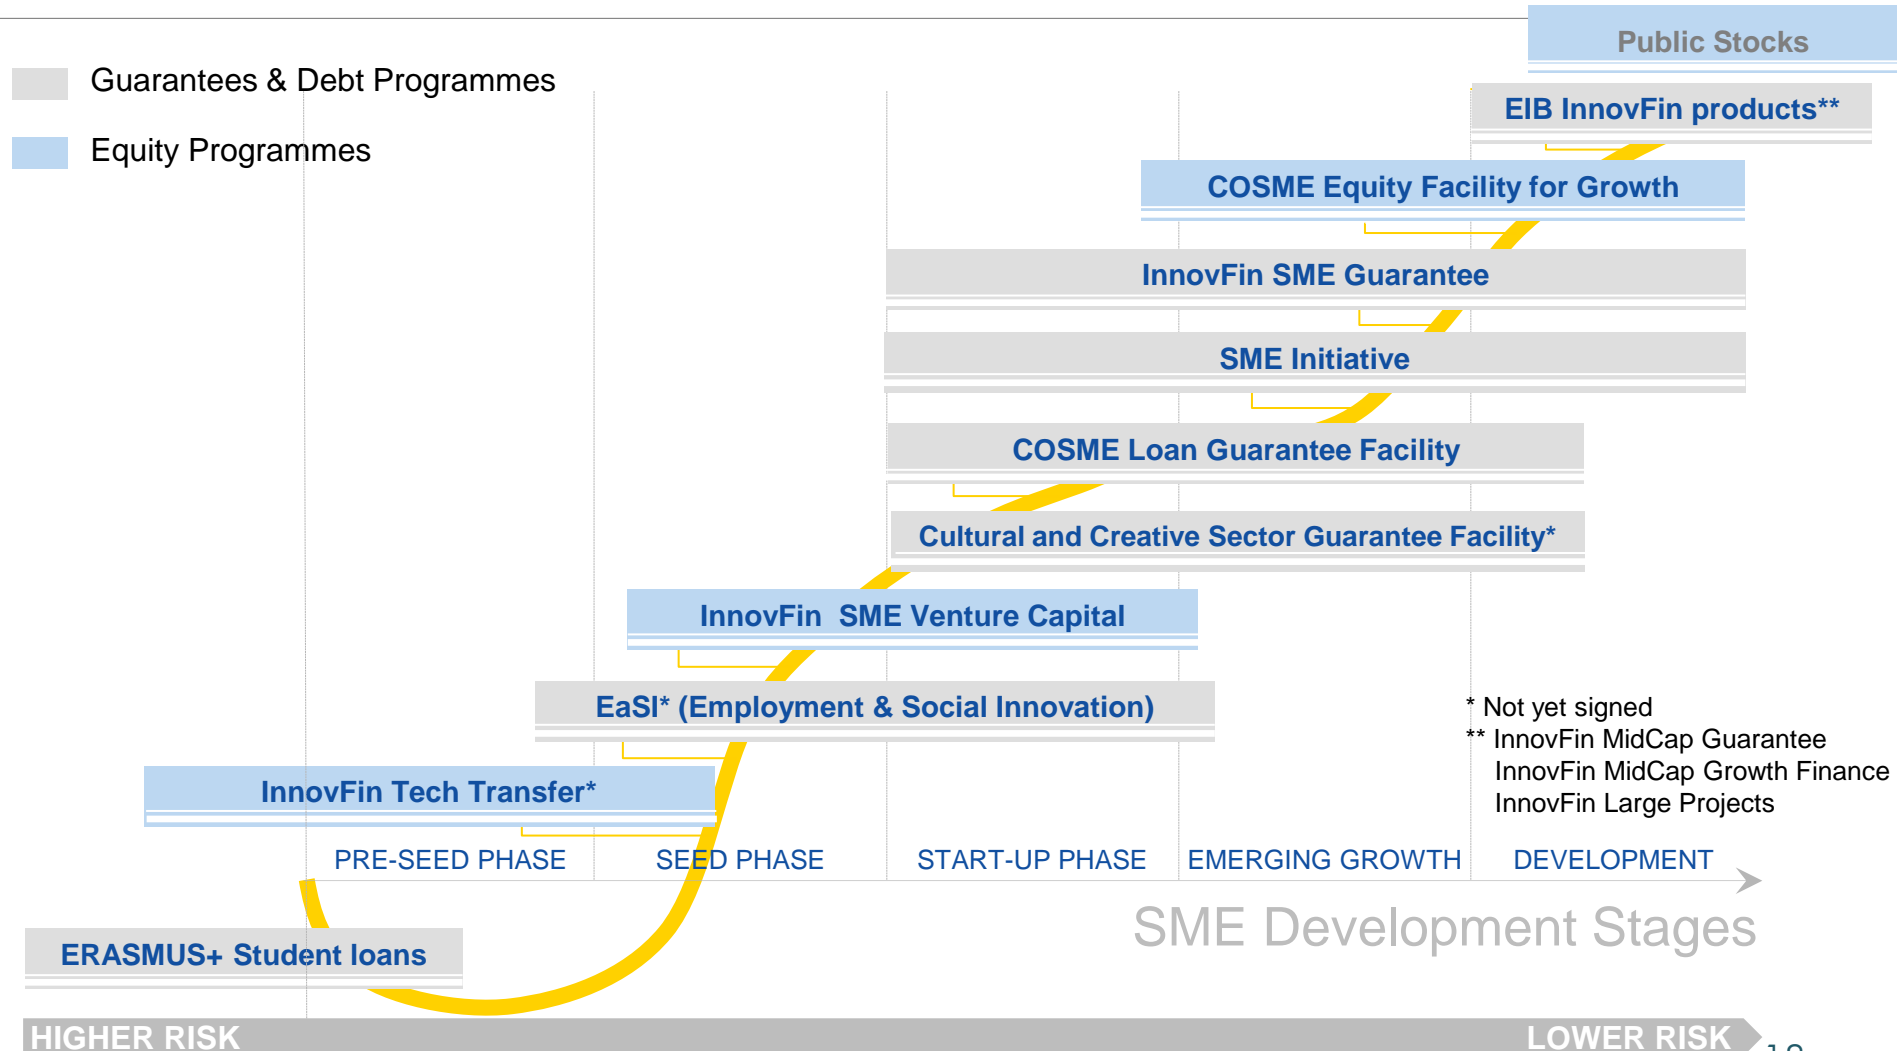 Public Stocks
Guarantees & Debt Programmes
EIB InnovFin products**
Equity Programmes
COSME Equity Facility for Growth
InnovFin SME Guarantee
SME Initiative
COSME Loan Guarantee Facility
Cultural and Creative Sector Guarantee Facility*
InnovFin SME Venture Capital
EaSI* (Employment & Social Innovation)
* Not yet signed
** InnovFin MidCap Guarantee
InnovFin MidCap Growth Finance
InnovFin Large Projects
InnovFin Tech Transfer*
PRE-SEED PHASE SEED PHASE START-UP PHASE EMERGING GROWTH DEVELOPMENT
SME Development Stages
ERASMUS+ Student loans
HIGHER RISK LOWER RISK